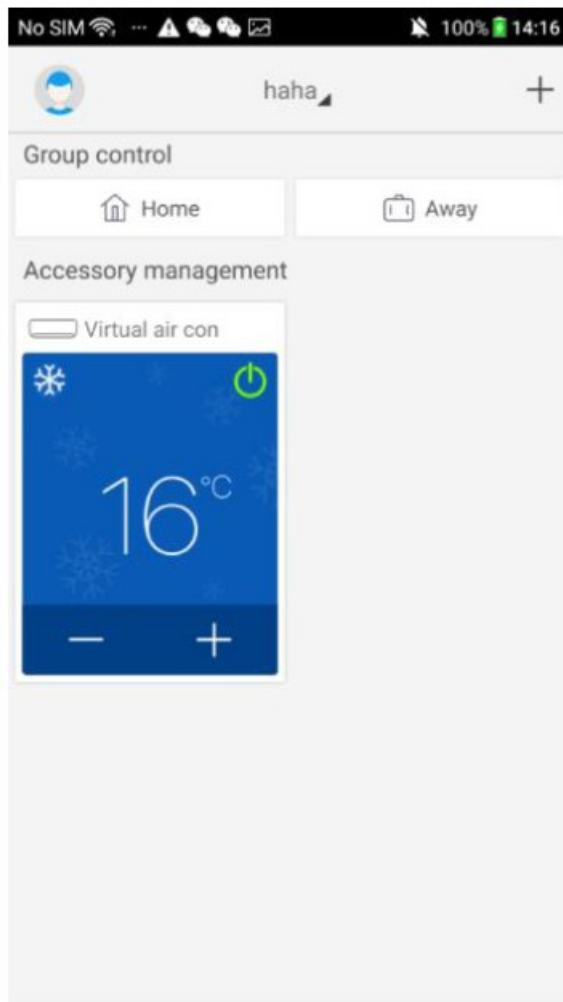 No SIM 100% 14:16
haha
Group control
Home Away
Accessory management
Virtual air con
16°C